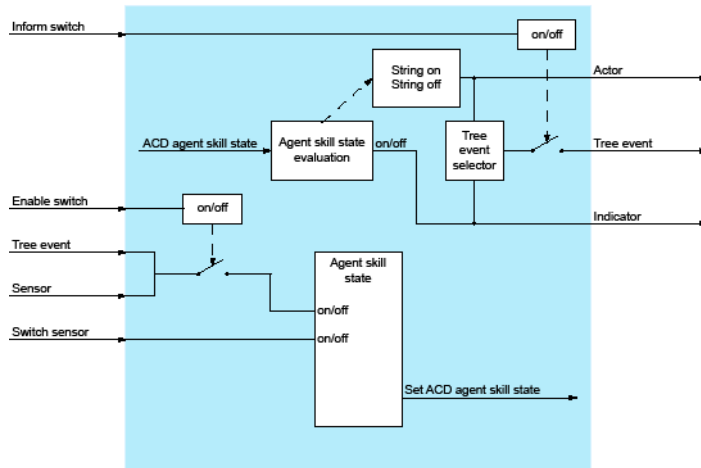 Inform switch
on/off
String on
String off
Actor
ACD agent skill state
Agent skill state
evaluation
on/off
Tree
event
selector
Tree event
Enable switch
on/off
Indicator
Tree event
Agent skill
state
Sensor
on/off
Switch sensor
on/off
Set ACD agent skill state